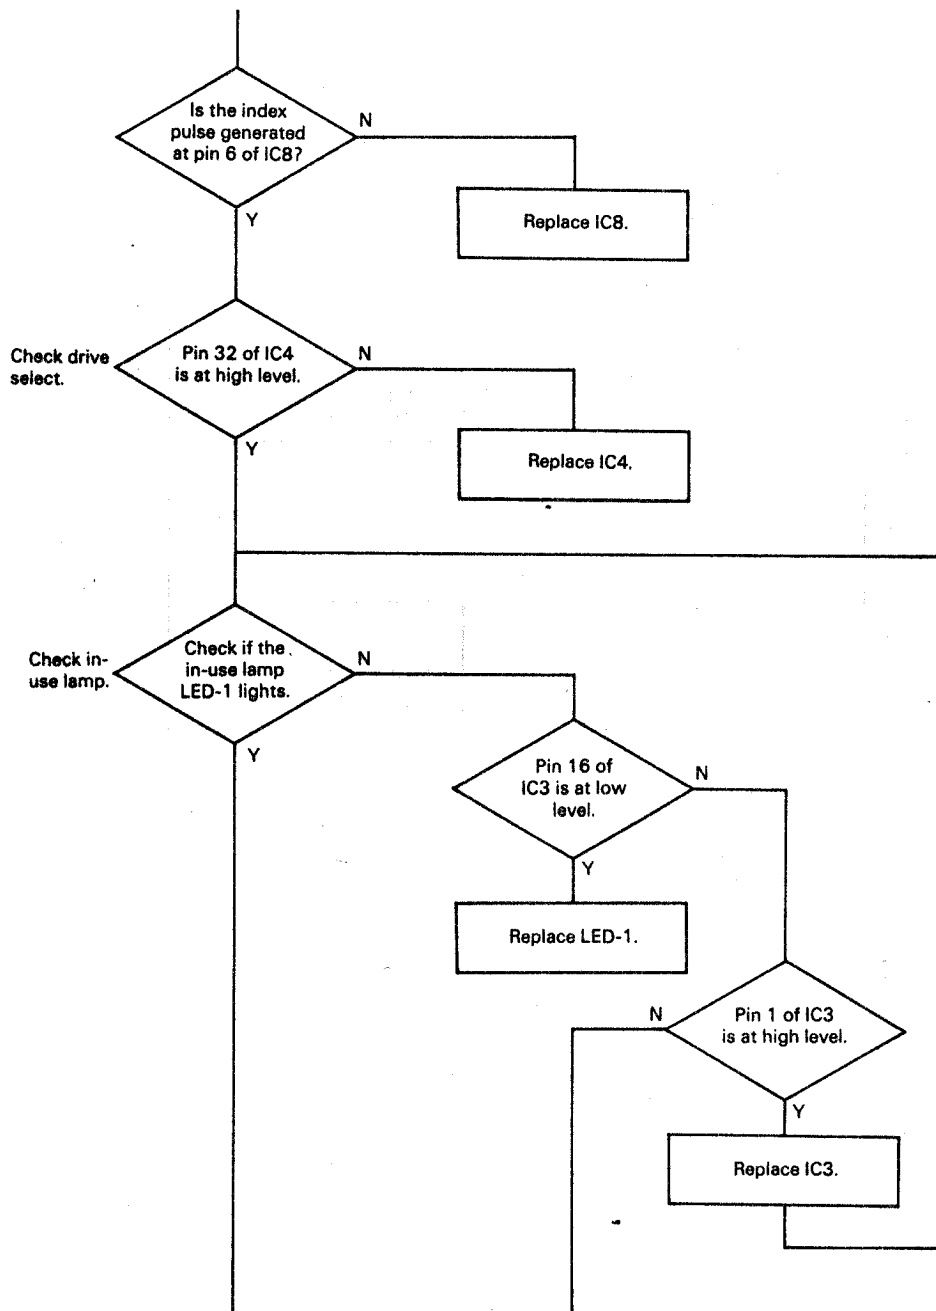 Is the index
pulse generated
at pin 6 of IC8?
N
Y
Replace IC8.
Check drive
select.
Pin 32 of IC4
is at high level.
N
Y
Replace IC4.
Check in-
use lamp.
Check if the
in-use lamp
LED-1 lights.
N
Y
Pin 16 of
IC3 is at low
level.
N
Y
Replace LED-1.
N
Pin 1 of IC3
is at high level.
Y
Replace IC3.